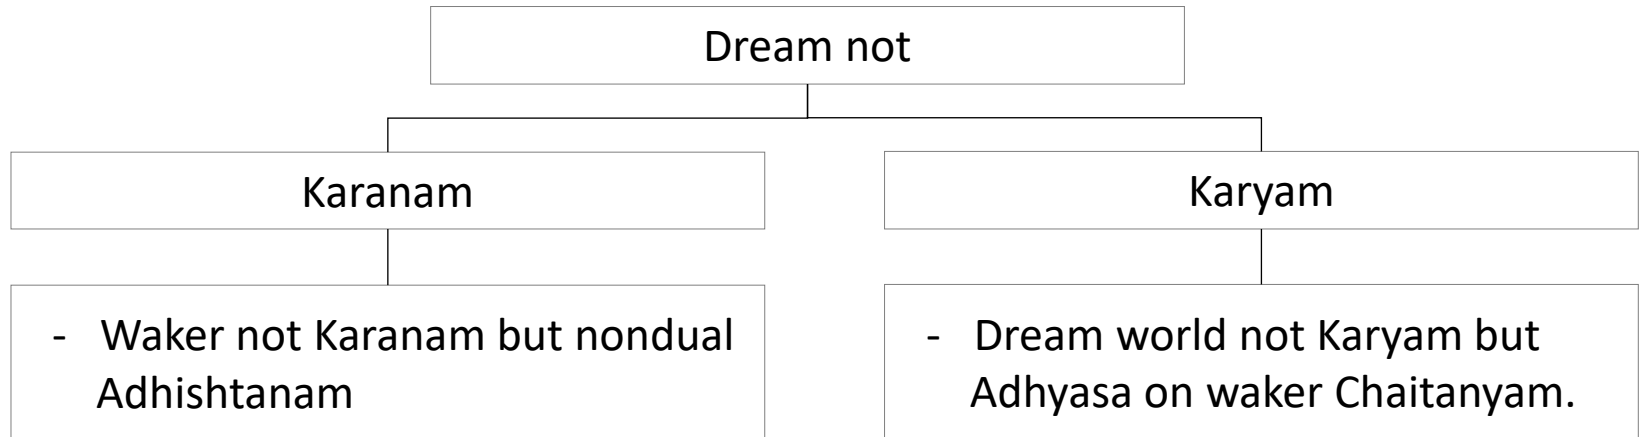 Dream not
Karanam
Karyam
- Waker not Karanam but nondual
Adhishtanam
- Dream world not Karyam but
Adhyasa on waker Chaitanyam.